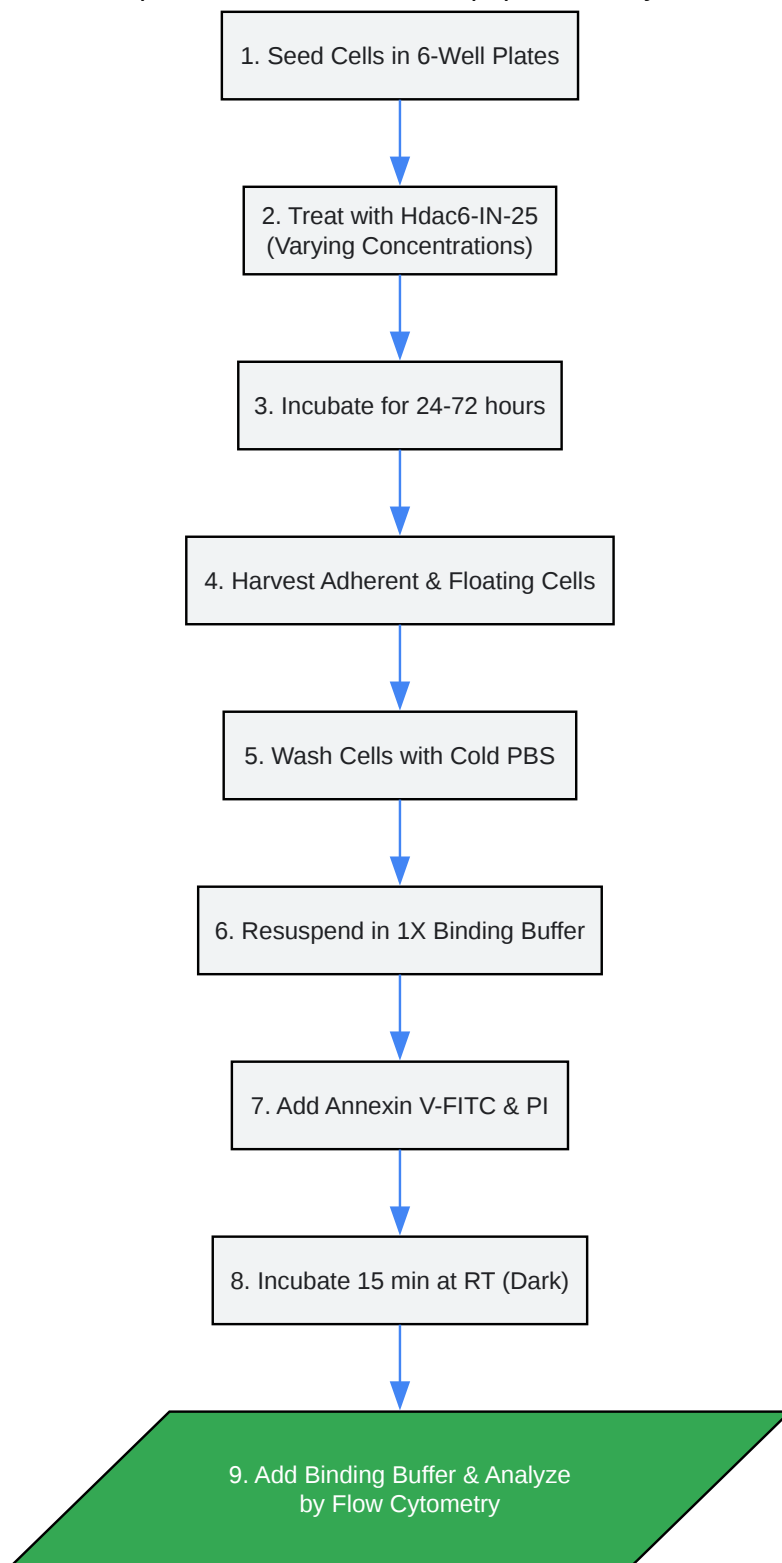 1. Seed Cells in 6-Well Plates
2. Treat with Hdac6-IN-25
(Varying Concentrations)
3. Incubate for 24-72 hours
4. Harvest Adherent & Floating Cells
5. Wash Cells with Cold PBS
6. Resuspend in 1X Binding Buffer
7. Add Annexin V-FITC & PI
8. Incubate 15 min at RT (Dark)
9. Add Binding Buffer & Analyze
by Flow Cytometry